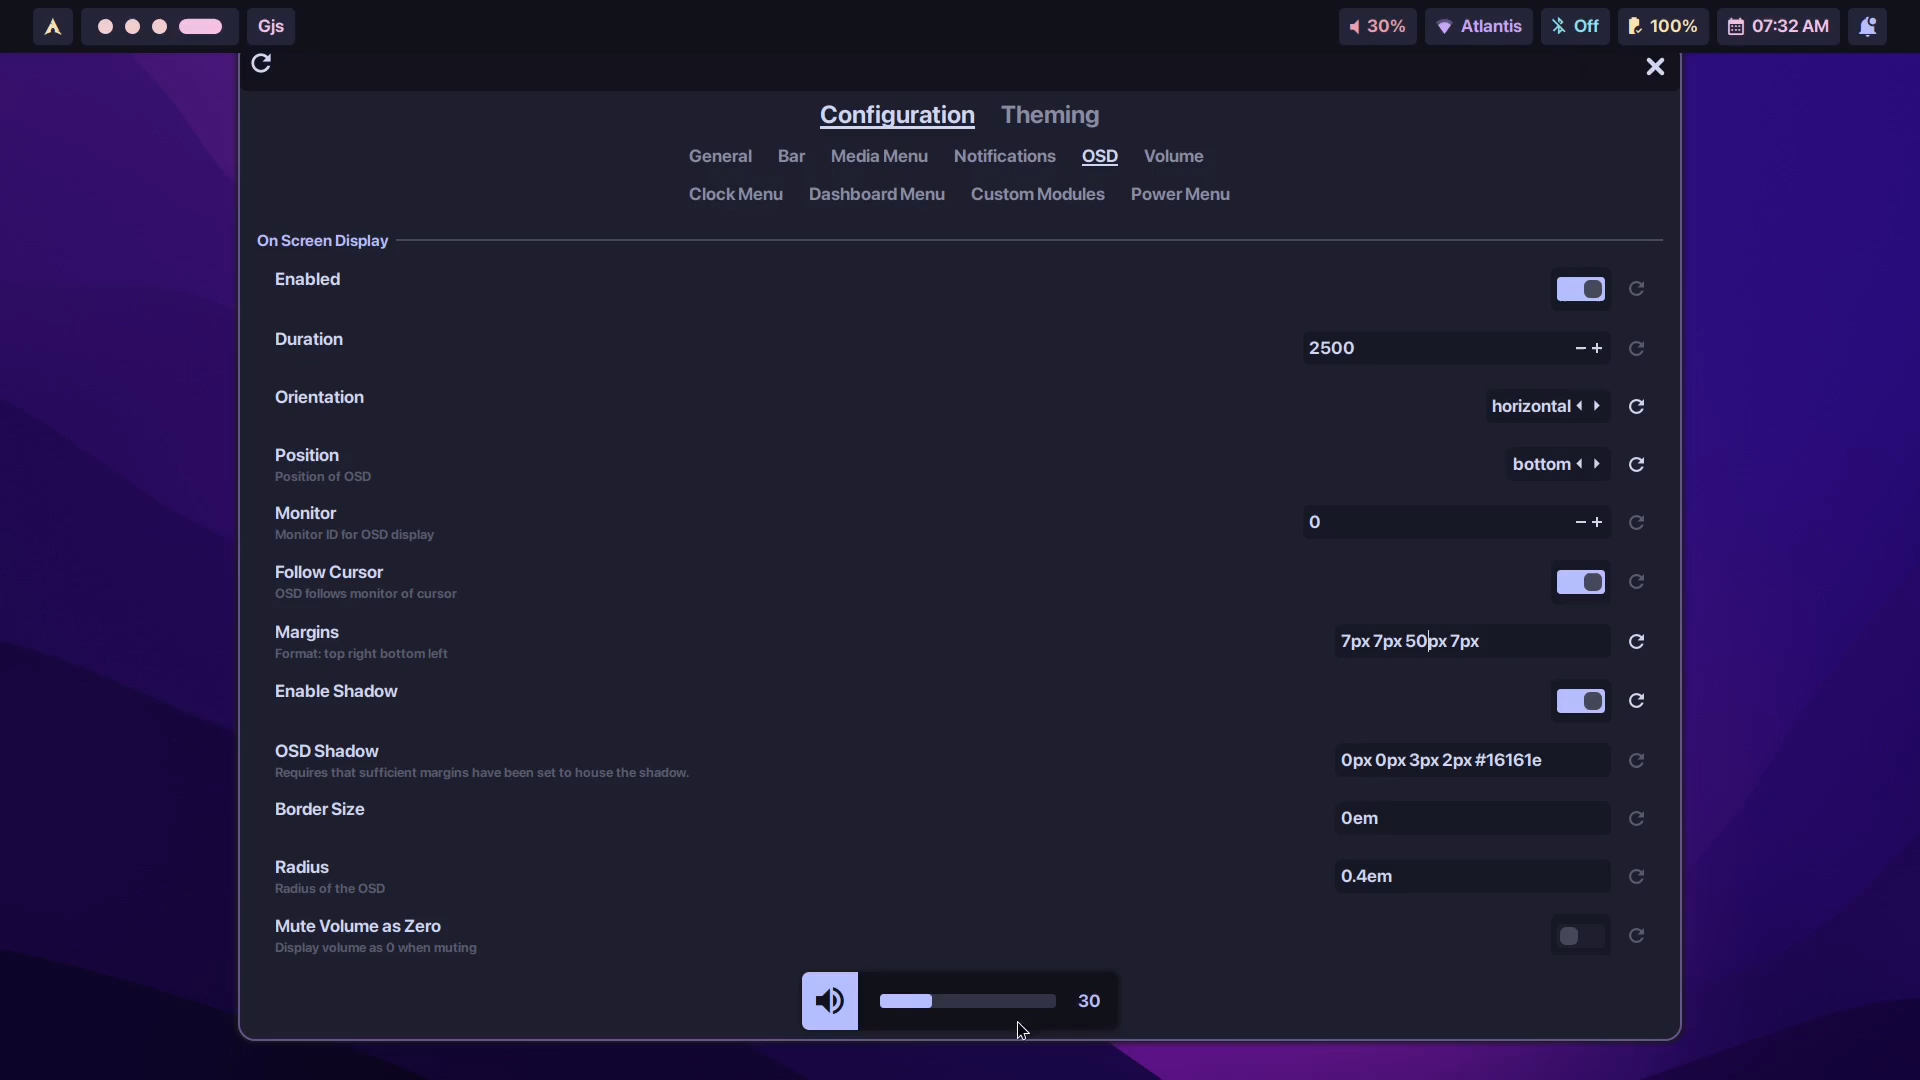 Gjs 30% Atlantis Off 100% 07:32 AM
Configuration Theming
General Bar Media Menu Notifications OSD Volume
Clock Menu Dashboard Menu Custom Modules Power Menu
On Screen Display
Enabled
Duration 2500
Orientation horizontal
Position bottom
Position of OSD
Monitor 0
Monitor ID for OSD display
Follow Cursor
OSD follows monitor of cursor
Margins 7px 7px 50px 7px
Format: top right bottom left
Enable Shadow
OSD Shadow 0px 0px 3px 2px #16161e
Requires that sufficient margins have been set to house the shadow.
Border Size 0em
Radius 0.4em
Radius of the OSD
Mute Volume as Zero
Display volume as 0 when muting
30